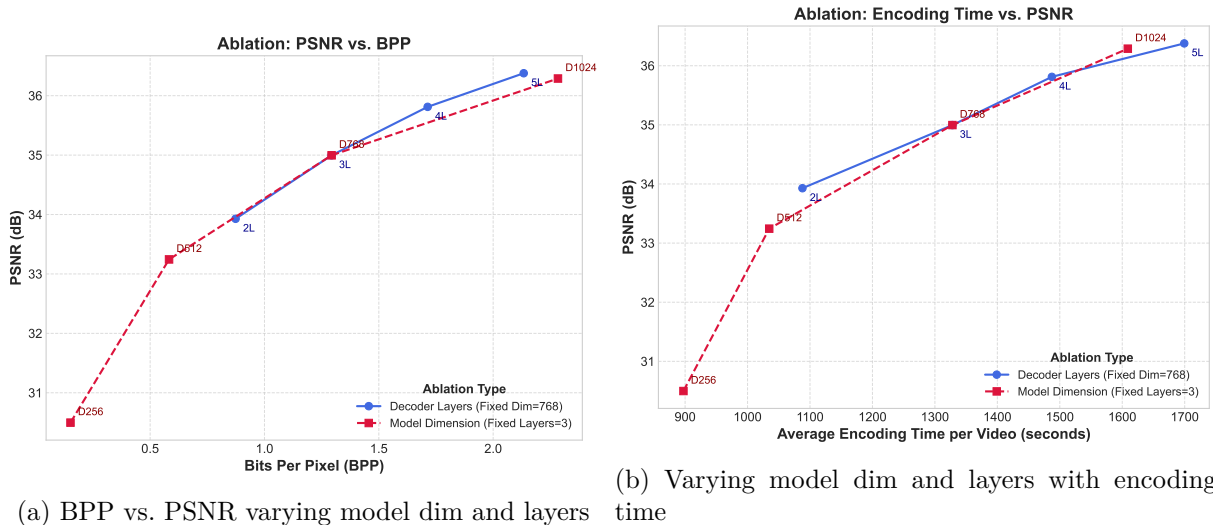 Ablation: PSNR vs. BPP
PSNR (dB)
36
35
34
33
32
31
D1024
5L
4L
D768
3L
2L
D512
D256
Ablation Type
Decoder Layers (Fixed Dim=768)
Model Dimension (Fixed Layers=3)
0.5
1.0
1.5
2.0
Bits Per Pixel (BPP)
(a) BPP vs. PSNR varying model dim and layers
Ablation: Encoding Time vs. PSNR
PSNR (dB)
36
35
34
33
32
31
D1024
5L
4L
D768
3L
2L
D512
D256
Ablation Type
Decoder Layers (Fixed Dim=768)
Model Dimension (Fixed Layers=3)
900
1000
1100
1200
1300
1400
1500
1600
1700
Average Encoding Time per Video (seconds)
(b) Varying model dim and layers with encoding
time